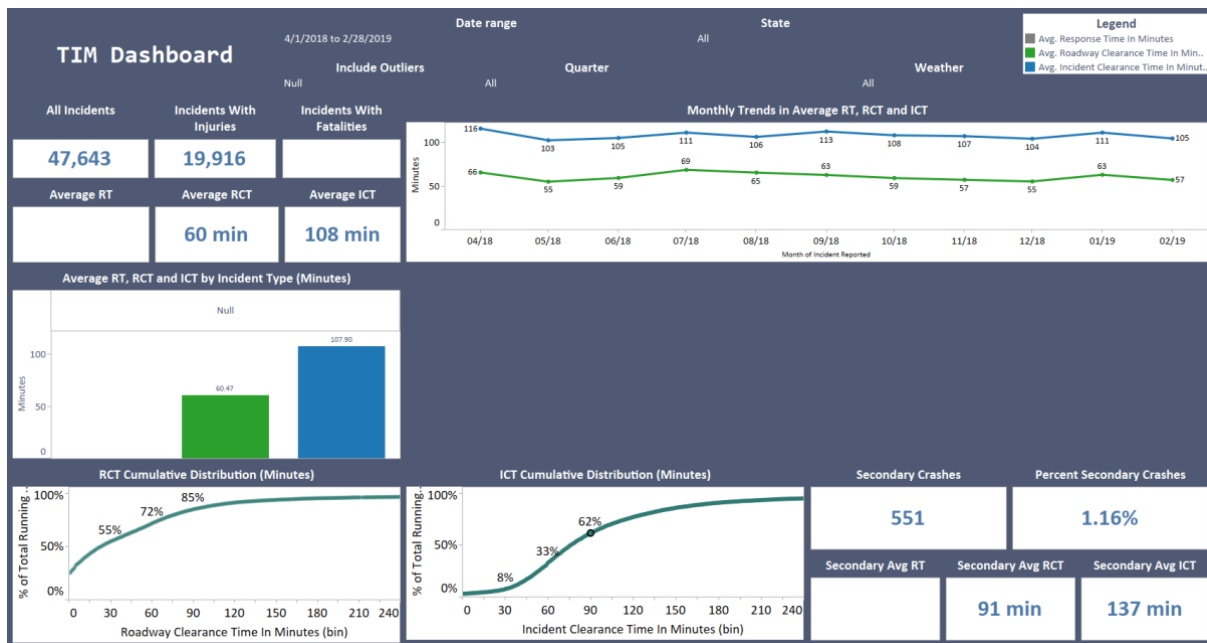 TIM Dashboard
Date range
4/1/2018 to 2/28/2019
State
All
Legend
Avg. Response Time In Minutes
Avg. Roadway Clearance Time In Min..
Avg. Incident Clearance Time In Minut..
Include Outliers
Null
Quarter
All
Weather
All
All Incidents
47,643
Incidents With
Injuries
19,916
Incidents With
Fatalities
Average RT
Average RCT
60 min
Average ICT
108 min
Monthly Trends in Average RT, RCT and ICT
Minutes
100
50
0
116 103 105 111 106 113 108 107 104 111 105
66 55 59 69 65 63 59 57 55 63 57
04/18 05/18 06/18 07/18 08/18 09/18 10/18 11/18 12/18 01/19 02/19
Month of Incident Reported
Average RT, RCT and ICT by Incident Type (Minutes)
Null
Minutes
100
50
0
60.47
107.90
RCT Cumulative Distribution (Minutes)
% of Total Running...
100%
50%
0%
55% 72% 85%
0 30 60 90 120 150 180 210 240
Roadway Clearance Time In Minutes (bin)
ICT Cumulative Distribution (Minutes)
% of Total Running...
100%
50%
0%
8% 33% 62%
0 30 60 90 120 150 180 210 240
Incident Clearance Time In Minutes (bin)
Secondary Crashes
551
Percent Secondary Crashes
1.16%
Secondary Avg RT
Secondary Avg RCT
91 min
Secondary Avg ICT
137 min